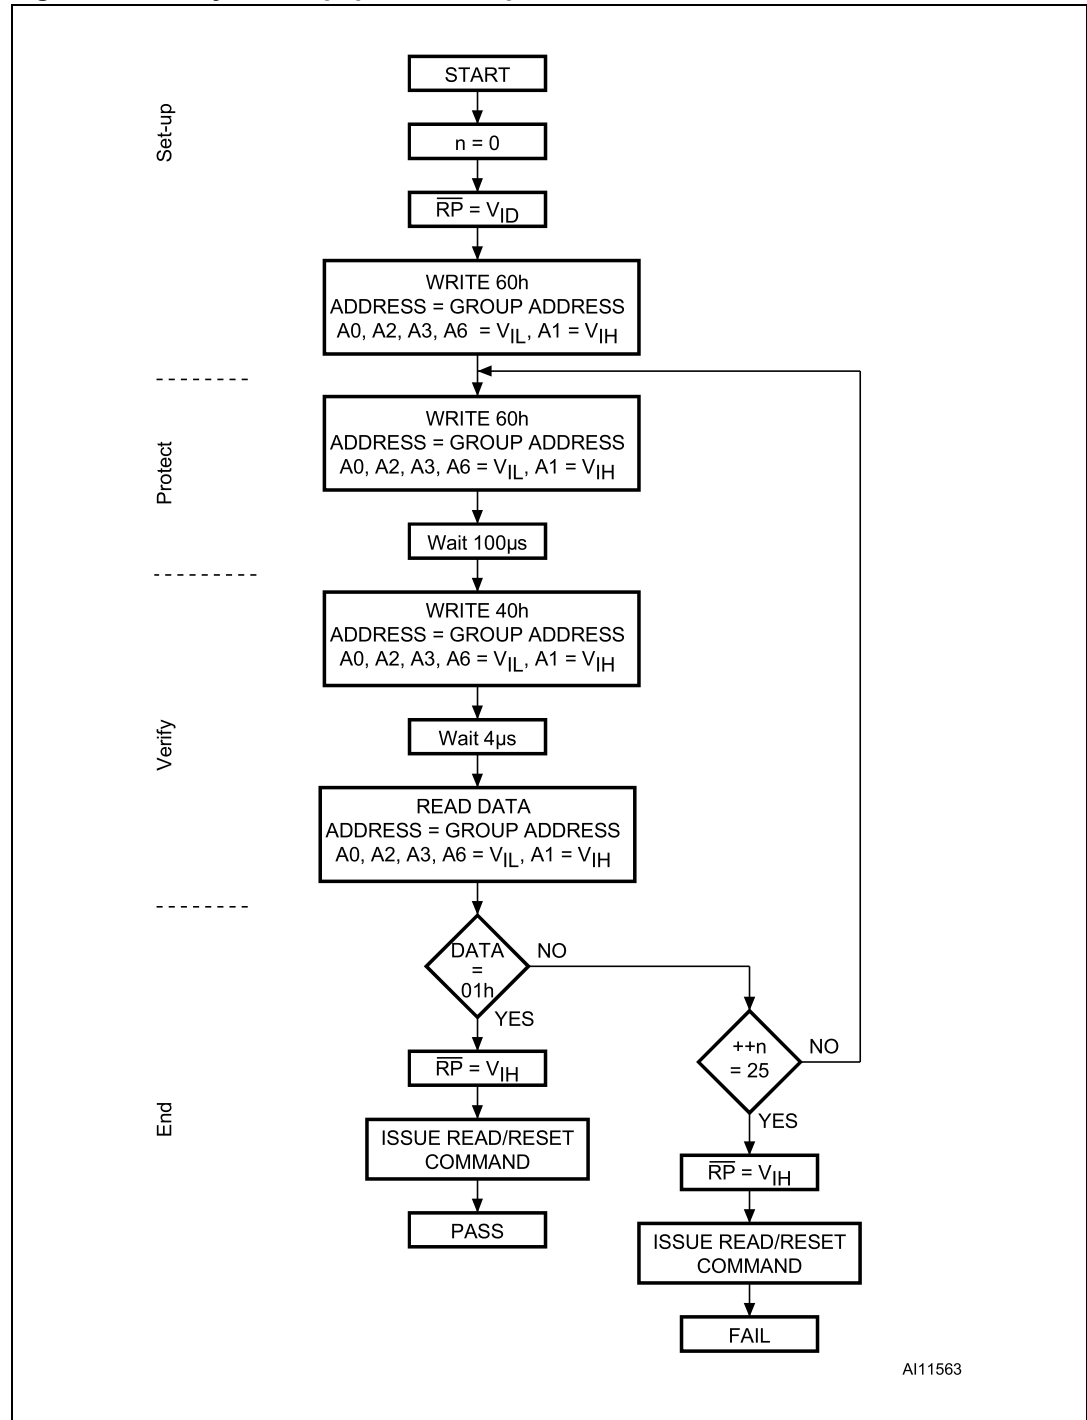 START
Set-up
n = 0
RP = VID
WRITE 60h
ADDRESS = GROUP ADDRESS
A0, A2, A3, A6 = VIL, A1 = VIH
Protect
WRITE 60h
ADDRESS = GROUP ADDRESS
A0, A2, A3, A6 = VIL, A1 = VIH
Wait 100µs
WRITE 40h
ADDRESS = GROUP ADDRESS
A0, A2, A3, A6 = VIL, A1 = VIH
Verify
Wait 4µs
READ DATA
ADDRESS = GROUP ADDRESS
A0, A2, A3, A6 = VIL, A1 = VIH
DATA
=
01h
NO
YES
++n
= 25
NO
YES
End
RP = VIH
ISSUE READ/RESET
COMMAND
PASS
RP = VIH
ISSUE READ/RESET
COMMAND
FAIL
AI11563